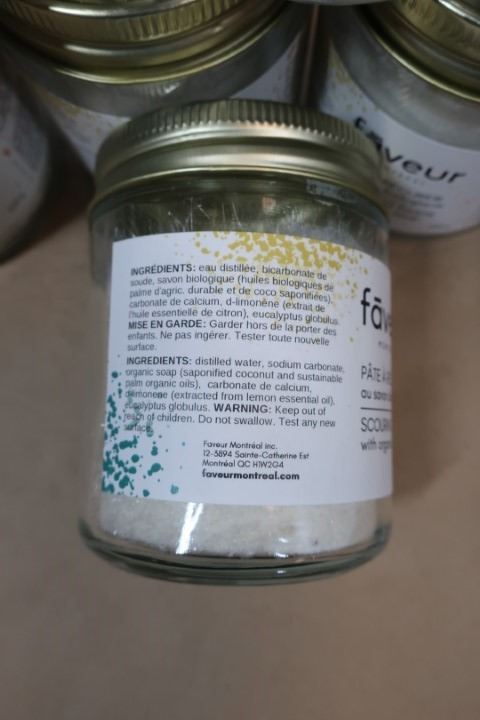 faveur
INGRÉDIENTS: eau distillée, bicarbonate de
soude, savon biologique (huiles biologiques de
palme d'agric. durable et de coco saponifiées),
carbonate de calcium, d-limonène (extrait de
l'huile essentielle de citron), eucalyptus globulus.
MISE EN GARDE: Garder hors de la porter des
enfants. Ne pas ingérer. Tester toute nouvelle
surface.
INGREDIENTS: distilled water, sodium carbonate,
organic soap (saponified coconut and sustainable
palm organic oils), carbonate de calcium,
d-limonene (extracted from lemon essential oil),
eucalyptus globulus. WARNING: Keep out of
reach of children. Do not swallow. Test any new
surface.
Faveur Montréal inc.
12-5894 Sainte-Catherine Est
Montréal QC H1W2G4
faveurmontreal.com
fāve
PÂTE À
au savon
SCOURIN
with organ